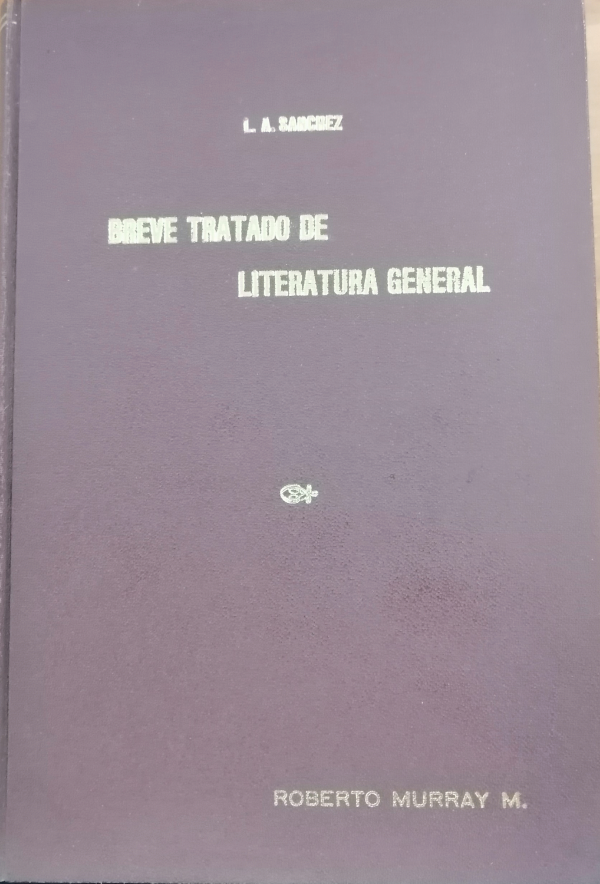 L. A. SANCHEZ
BREVE TRATADO DE
LITERATURA GENERAL
ROBERTO MURRAY M.